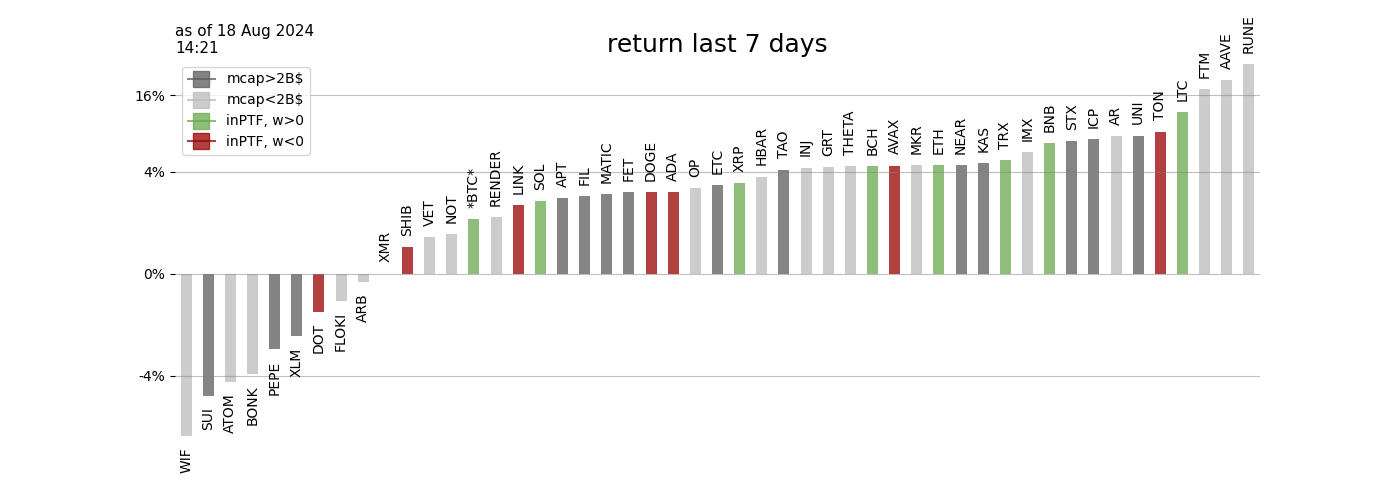 as of 18 Aug 2024
14:21
return last 7 days
mcap>2B$
mcap<2B$
inPTF, w>0
inPTF, w<0
16%
4%
0%
-4%
WIF
SUI
ATOM
BONK
PEPE
XLM
DOT
FLOKI
ARB
XMR
SHIB
VET
NOT
*BTC*
RENDER
LINK
SOL
APT
FIL
MATIC
FET
DOGE
ADA
OP
ETC
XRP
HBAR
TAO
INJ
GRT
THETA
BCH
AVAX
MKR
ETH
NEAR
KAS
TRX
IMX
BNB
STX
ICP
AR
UNI
TON
LTC
FTM
AAVE
RUNE